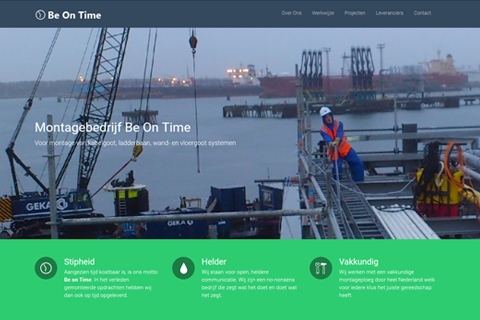 Be On Time
Over Ons Werkwijze Projecten Leveranciers Contact
Montagebedrijf Be On Time
Voor montage van kabelgoot, ladderbaan, wand- en vloergoot systemen
GEKA
GEKA
Stipheid
Aangezien tijd kostbaar is, is ons motto
Be on Time. In het verleden
gemonteerde opdrachten hebben wij
dan ook op tijd opgeleverd.
Helder
Wij staan voor open, heldere
communicatie. Wij zijn een no-nonsens
bedrijf die zegt wat het doet en doet wat
het zegt.
Vakkundig
Wij werken met een vakkundige
montageploeg door heel Nederland welk
voor iedere klus het juiste gereedschap
heeft.